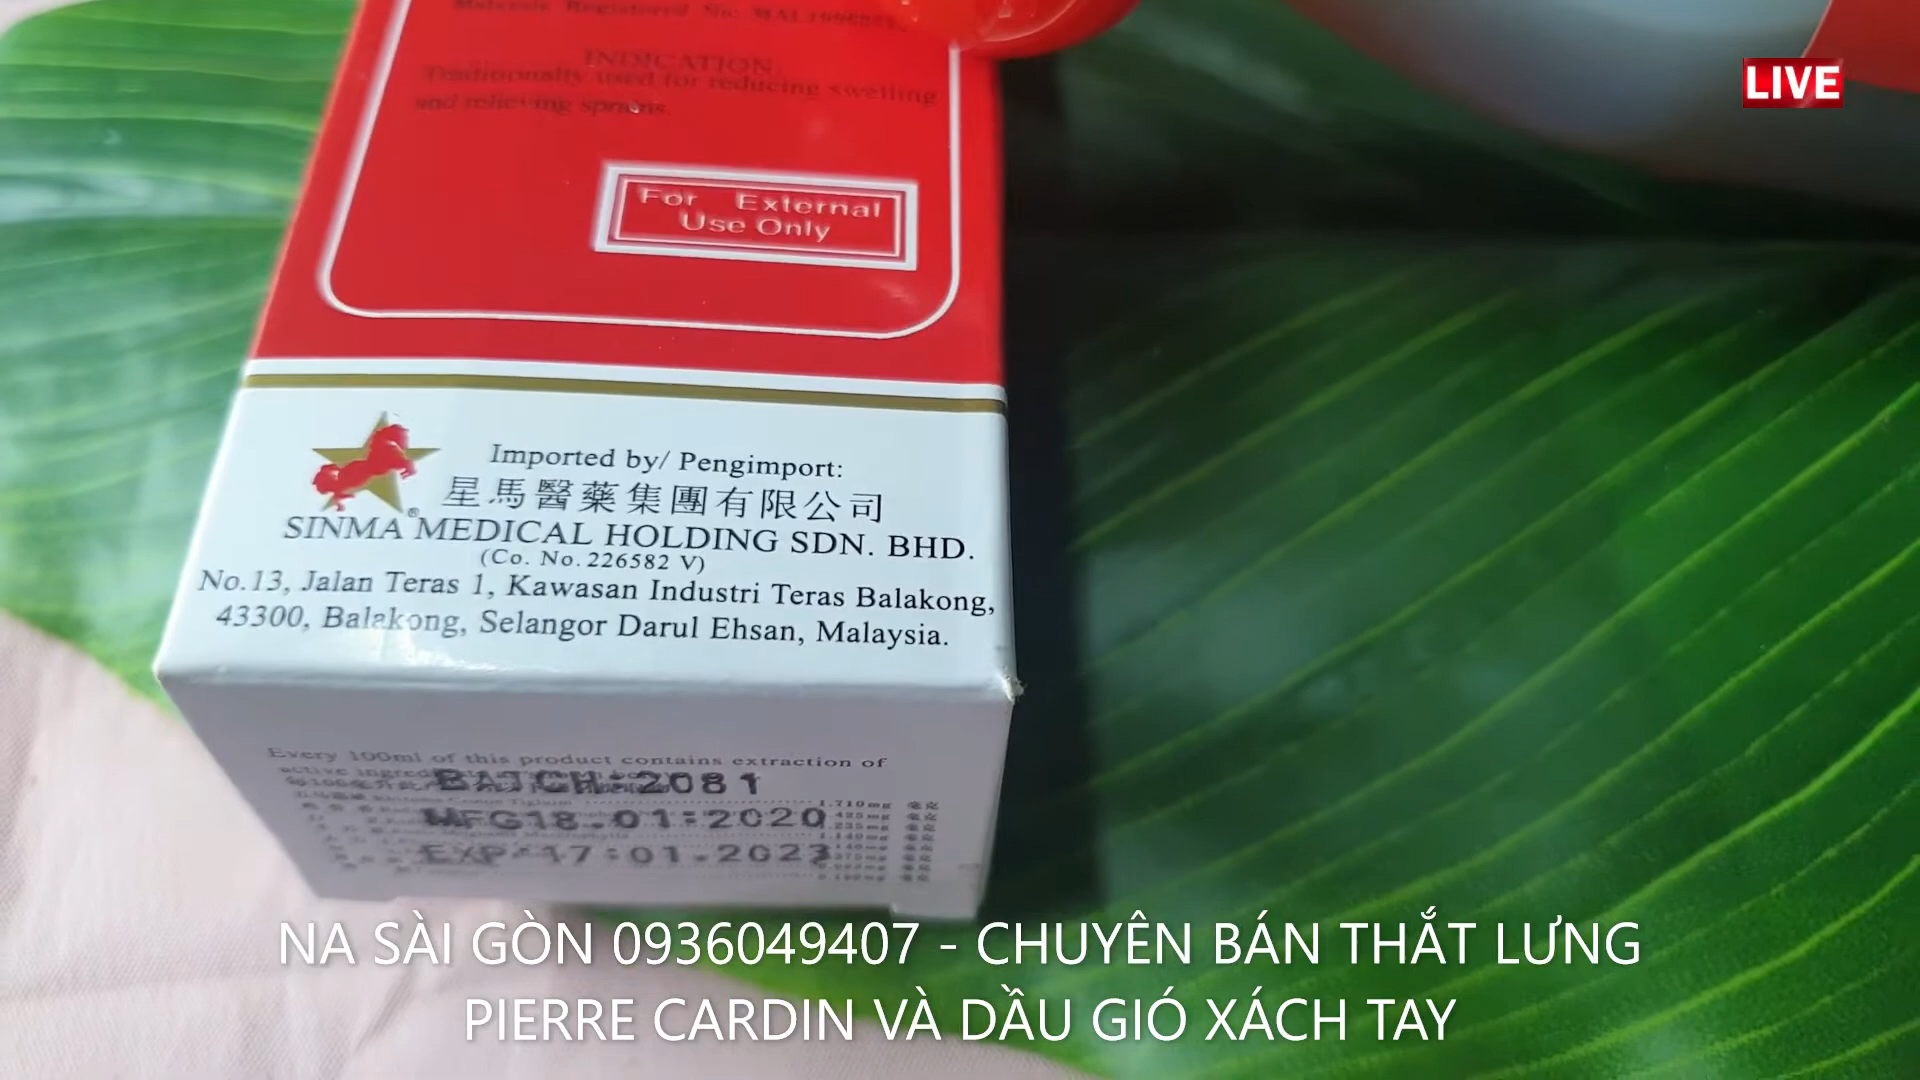 Malaysia Registered No:
INDICATION:
Traditionally used for reducing swelling
and relieving sprains.
For External
Use Only
LIVE
Imported by/ Pengimport:
星馬醫藥集團有限公司
SINMA MEDICAL HOLDING SDN. BHD.
(Co. No. 226582 V)
No.13, Jalan Teras 1, Kawasan Industri Teras Balakong,
43300, Balakong, Selangor Darul Ehsan, Malaysia.
Every 100ml of this product contains extraction of
BATCH:2081
MFG18.01:2020
EXP:17:01.2023
NA SÀI GÒN 0936049407 - CHUYÊN BÁN THẮT LƯNG
PIERRE CARDIN VÀ DẦU GIÓ XÁCH TAY